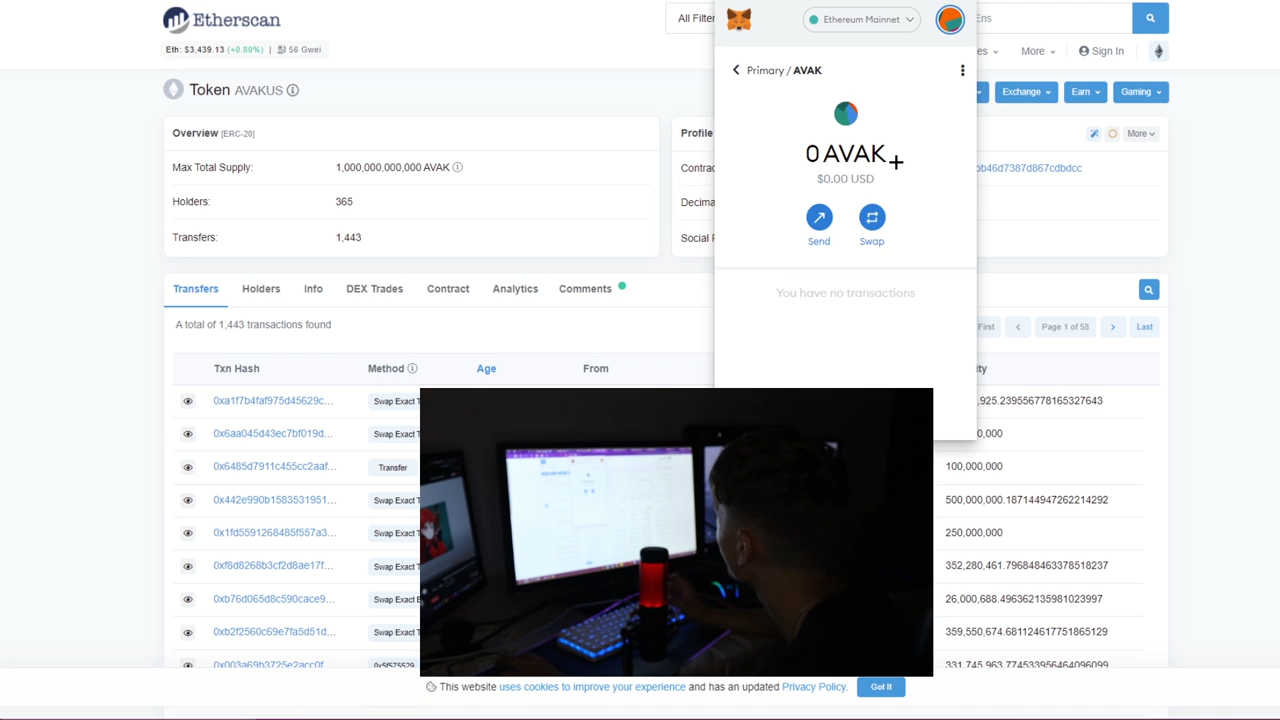 Etherscan
All Filter
Ens
Eth: $3,439.13 (+0.80%) | 56 Gwei
More
Sign In
Ethereum Mainnet
Primary / AVAK
0 AVAK
$0.00 USD
Send
Swap
You have no transactions
Token AVAKUS
Exchange
Earn
Gaming
Overview [ERC-20]
Max Total Supply: 1,000,000,000,000 AVAK
Holders: 365
Transfers: 1,443
More
bb46d7387d867cdbdcc
Transfers Holders Info DEX Trades Contract Analytics Comments
A total of 1,443 transactions found
First
Page 1 of 58
Last
Txn Hash Method Age From
0xa1f7b4faf975d45629c... Swap Exact T ,925.239556778165327643
0x6aa045d43ec7bf019d... Swap Exact T 0,000
0x6485d7911c455cc2aaf... Transfer 100,000,000
0x442e990b1583531951... Swap Exact T 500,000,000.187144947262214292
0x1fd5591268485f557a3... Swap Exact T 250,000,000
0xf8d8268b3cf2d8ae17f... Swap Exact T 352,280,461.796848463378518237
0xb76d065d8c590cace9... Swap Exact E 26,000,688.496362135981023997
0xb2f2560c69e7fa5d51d... Swap Exact T 359,550,674.681124617751865129
0x003a69b3725e2acc0f... 0x5f575529 331,745,963.774533956464096099
This website uses cookies to improve your experience and has an updated Privacy Policy.
Got It